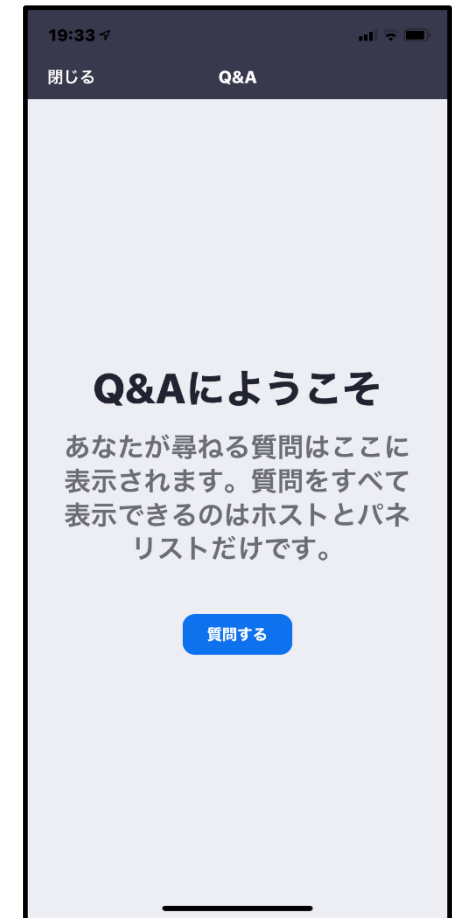 19:33
閉じる
Q&A
Q&Aにようこそ
あなたが尋ねる質問はここに
表示されます。質問をすべて
表示できるのはホストとパネ
リストだけです。
質問する